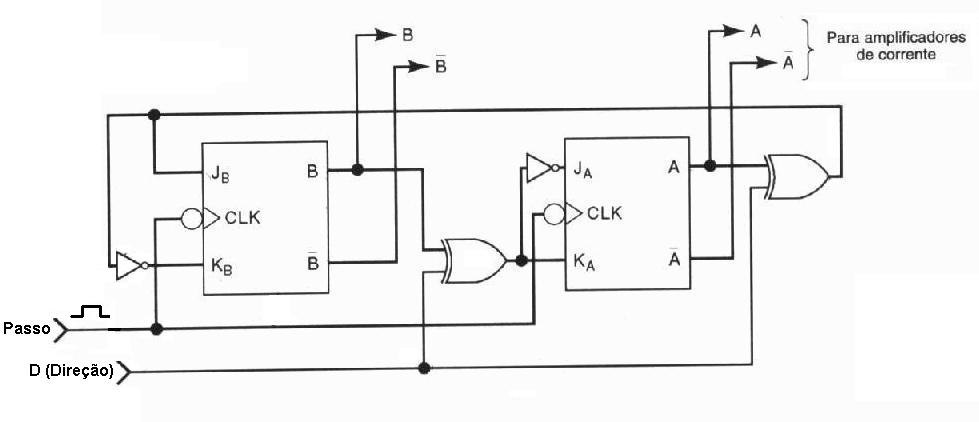 B
B̅
A
A̅
Para amplificadores
de corrente
J_B
B
CLK
K_B
B̅
J_A
A
CLK
K_A
A̅
Passo
D (Direção)